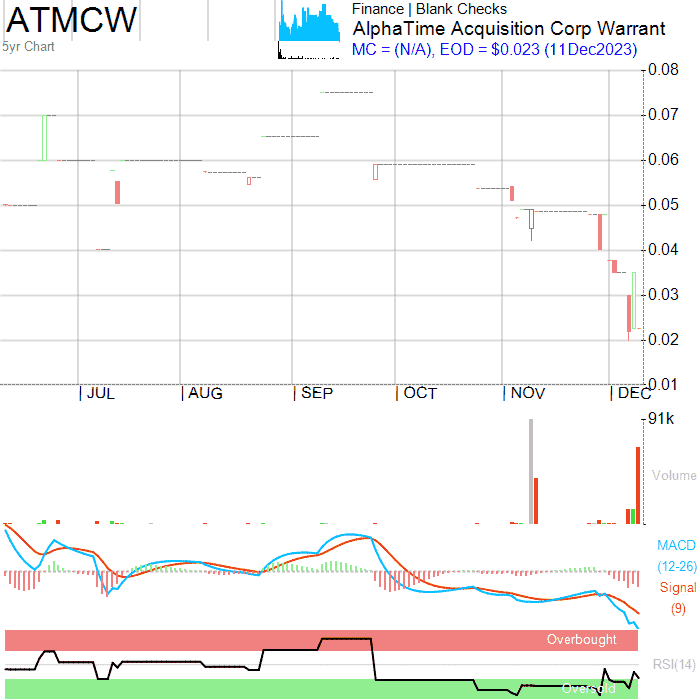 ATMCW
5yr Chart
Finance | Blank Checks
AlphaTime Acquisition Corp Warrant
MC = (N/A), EOD = $0.023 (11Dec2023)
0.08
0.07
0.06
0.05
0.04
0.03
0.02
0.01
| JUL | AUG | SEP | OCT | NOV | DEC
91k
Volume
MACD
(12-26)
Signal
(9)
Overbought
RSI(14)
Oversold